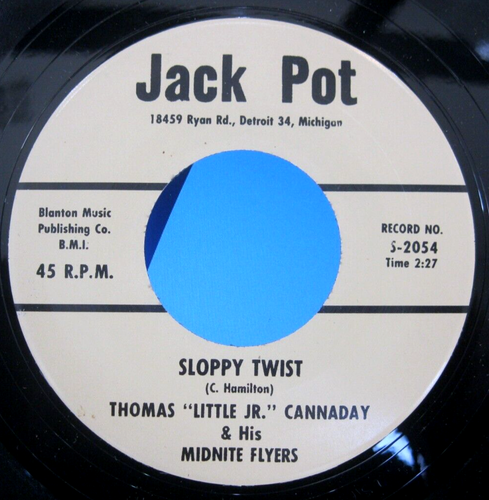 Jack Pot
18459 Ryan Rd., Detroit 34, Michigan
Blanton Music
Publishing Co.
B.M.I.
45 R.P.M.
RECORD NO.
S-2054
Time 2:27
SLOPPY TWIST
(C. Hamilton)
THOMAS "LITTLE JR." CANNADAY
& His
MIDNITE FLYERS